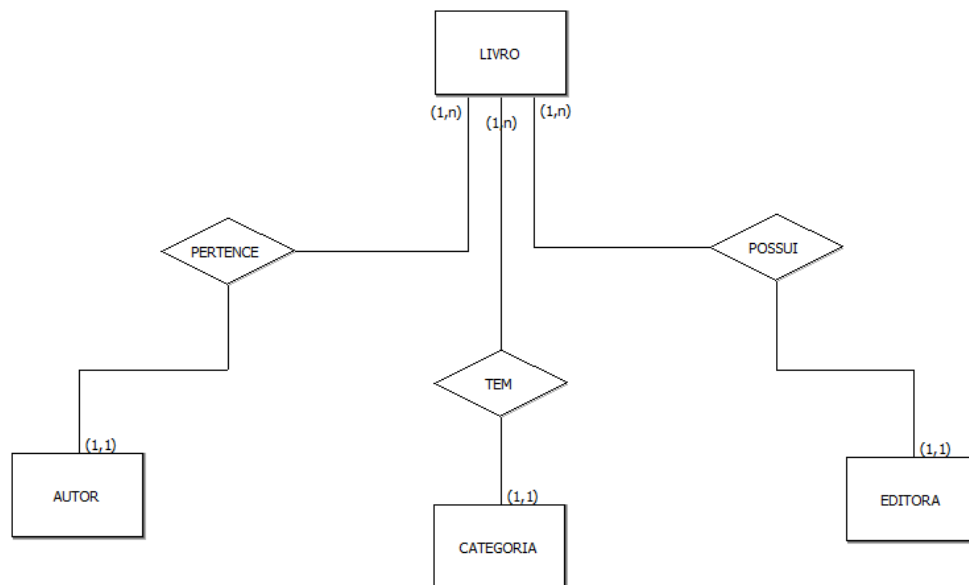 LIVRO
(1,n)
(1,n)
(1,n)
PERTENCE
POSSUI
TEM
(1,1)
(1,1)
(1,1)
AUTOR
CATEGORIA
EDITORA